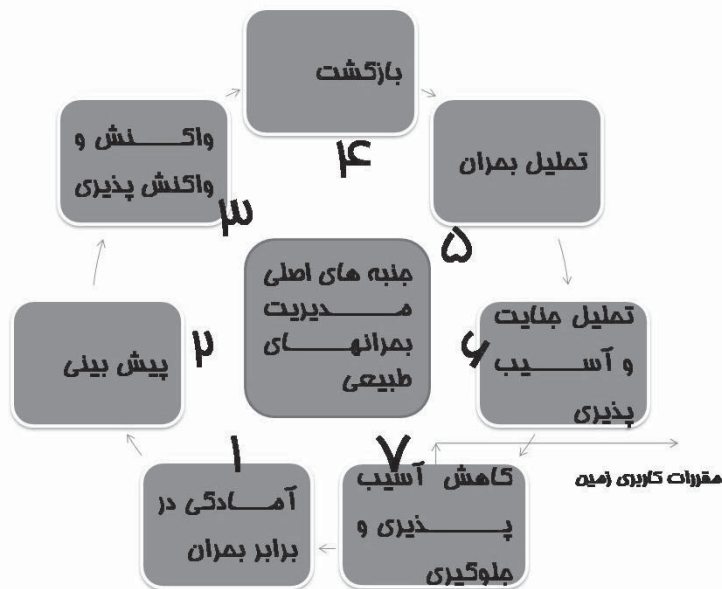 بازگشت
۴
واکنش و
واکنش پذیری
۳
تحلیل بحران
۵
جنبه های اصلی
مدیریت
بحرانهای
طبیعی
پیش بینی
۲
تحلیل جنایت
و آسیب
پذیری
۶
آمادگی در
برابر بحران
۱
کاهش آسیب
پذیری و
جلوگیری
۷
مقررات کاربری زمین